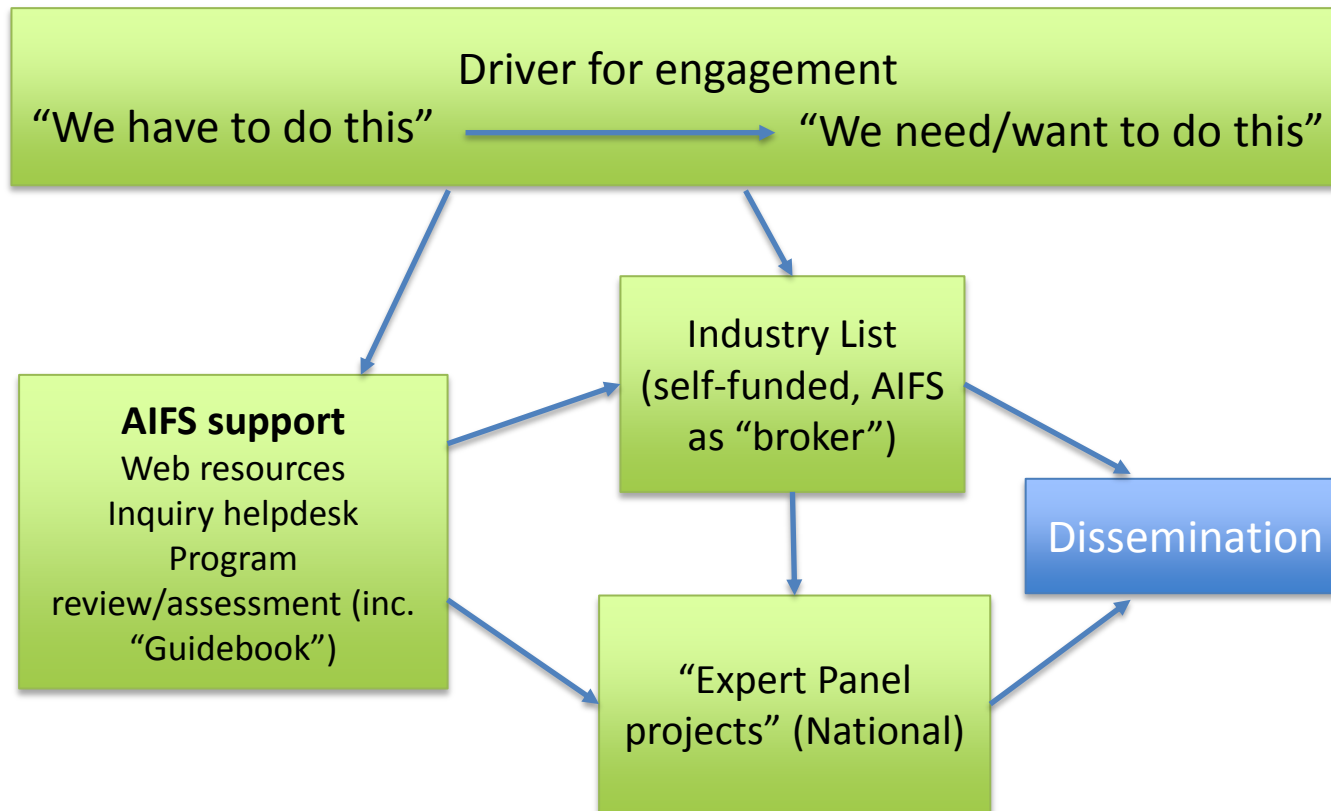 Driver for engagement
“We have to do this” “We need/want to do this”
Industry List
(self-funded, AIFS
as “broker”)
AIFS support
Web resources
Inquiry helpdesk
Program
review/assessment (inc.
“Guidebook”)
Dissemination
“Expert Panel
projects” (National)